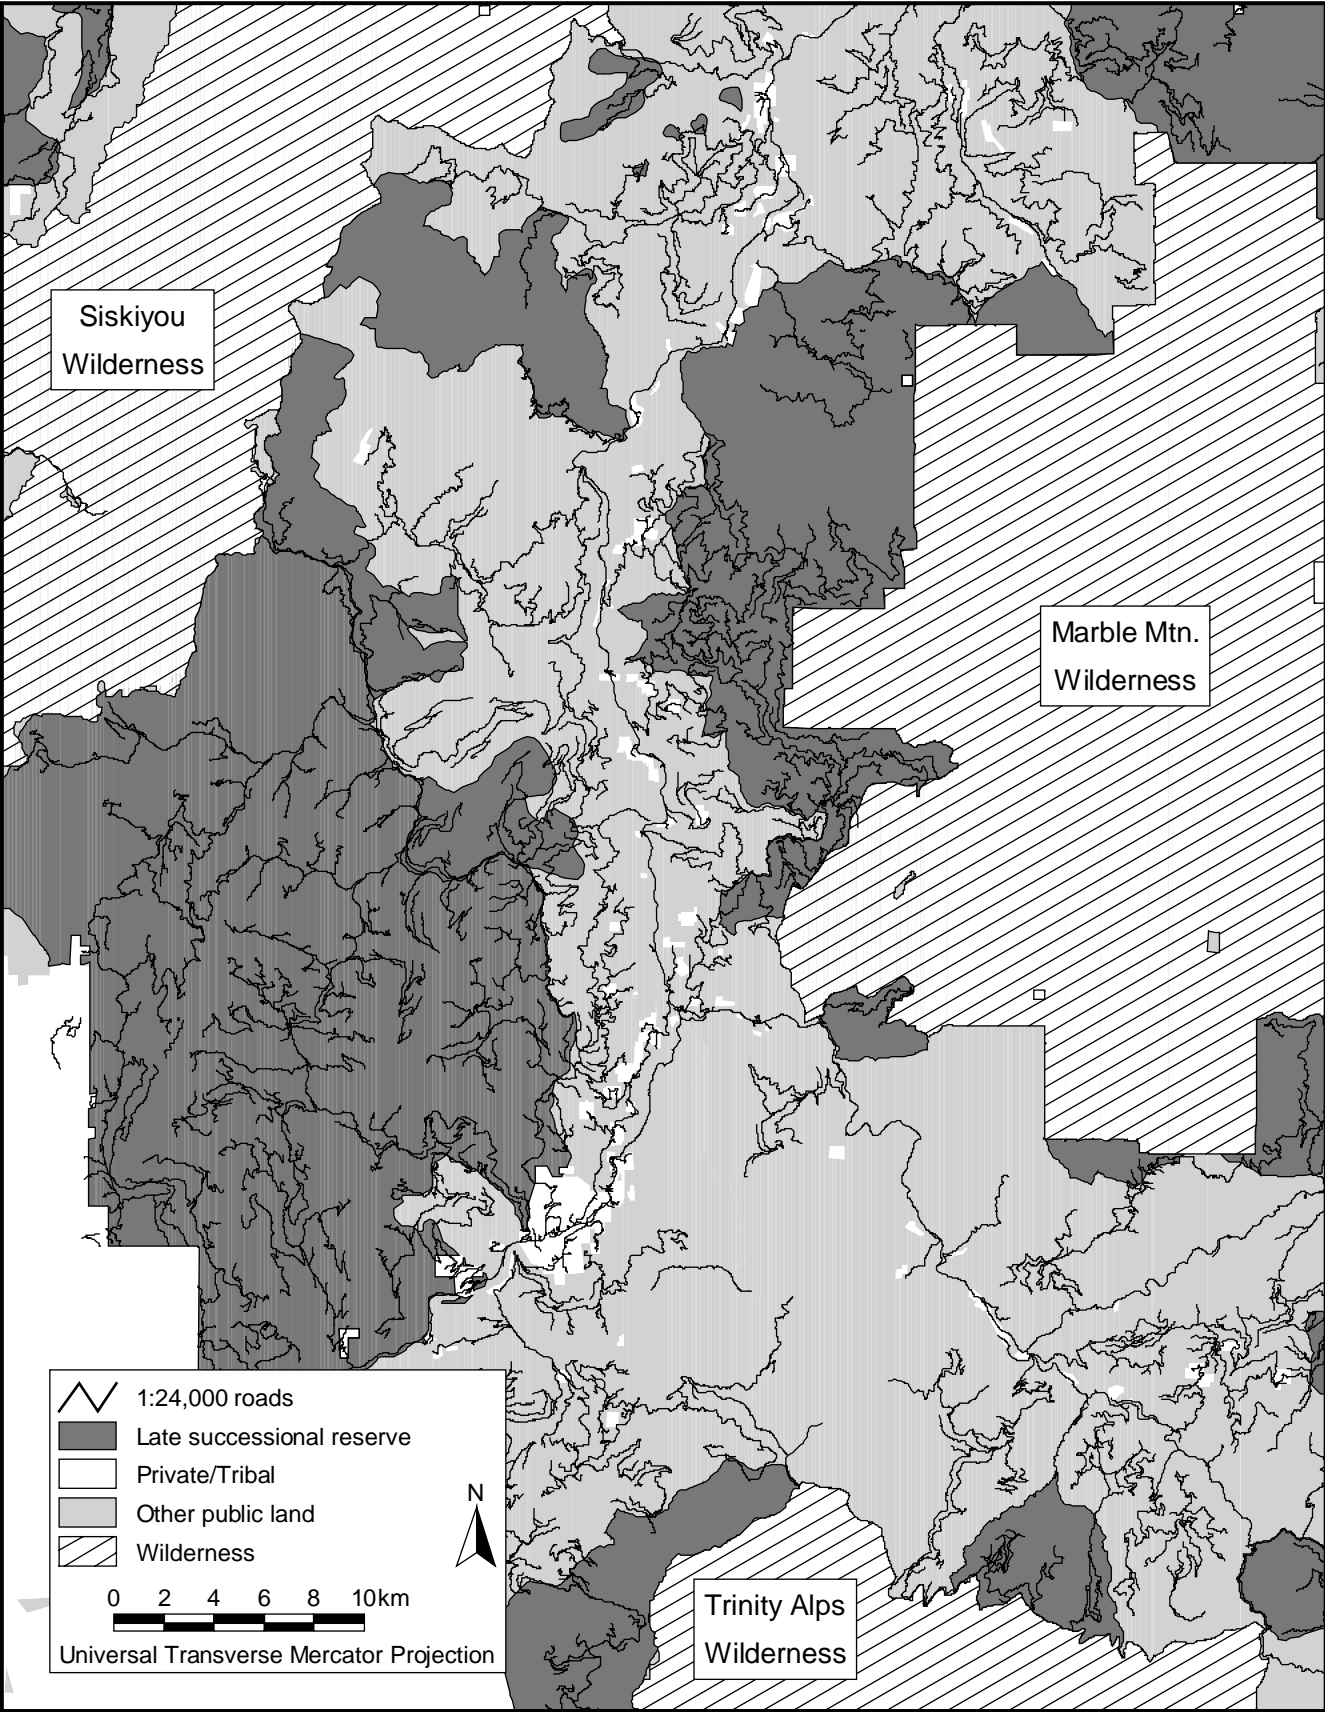 Siskiyou
Wilderness
Marble Mtn.
Wilderness
1:24,000 roads
Late successional reserve
Private/Tribal
Other public land
Wilderness
N
0 2 4 6 8 10km
Universal Transverse Mercator Projection
Trinity Alps
Wilderness